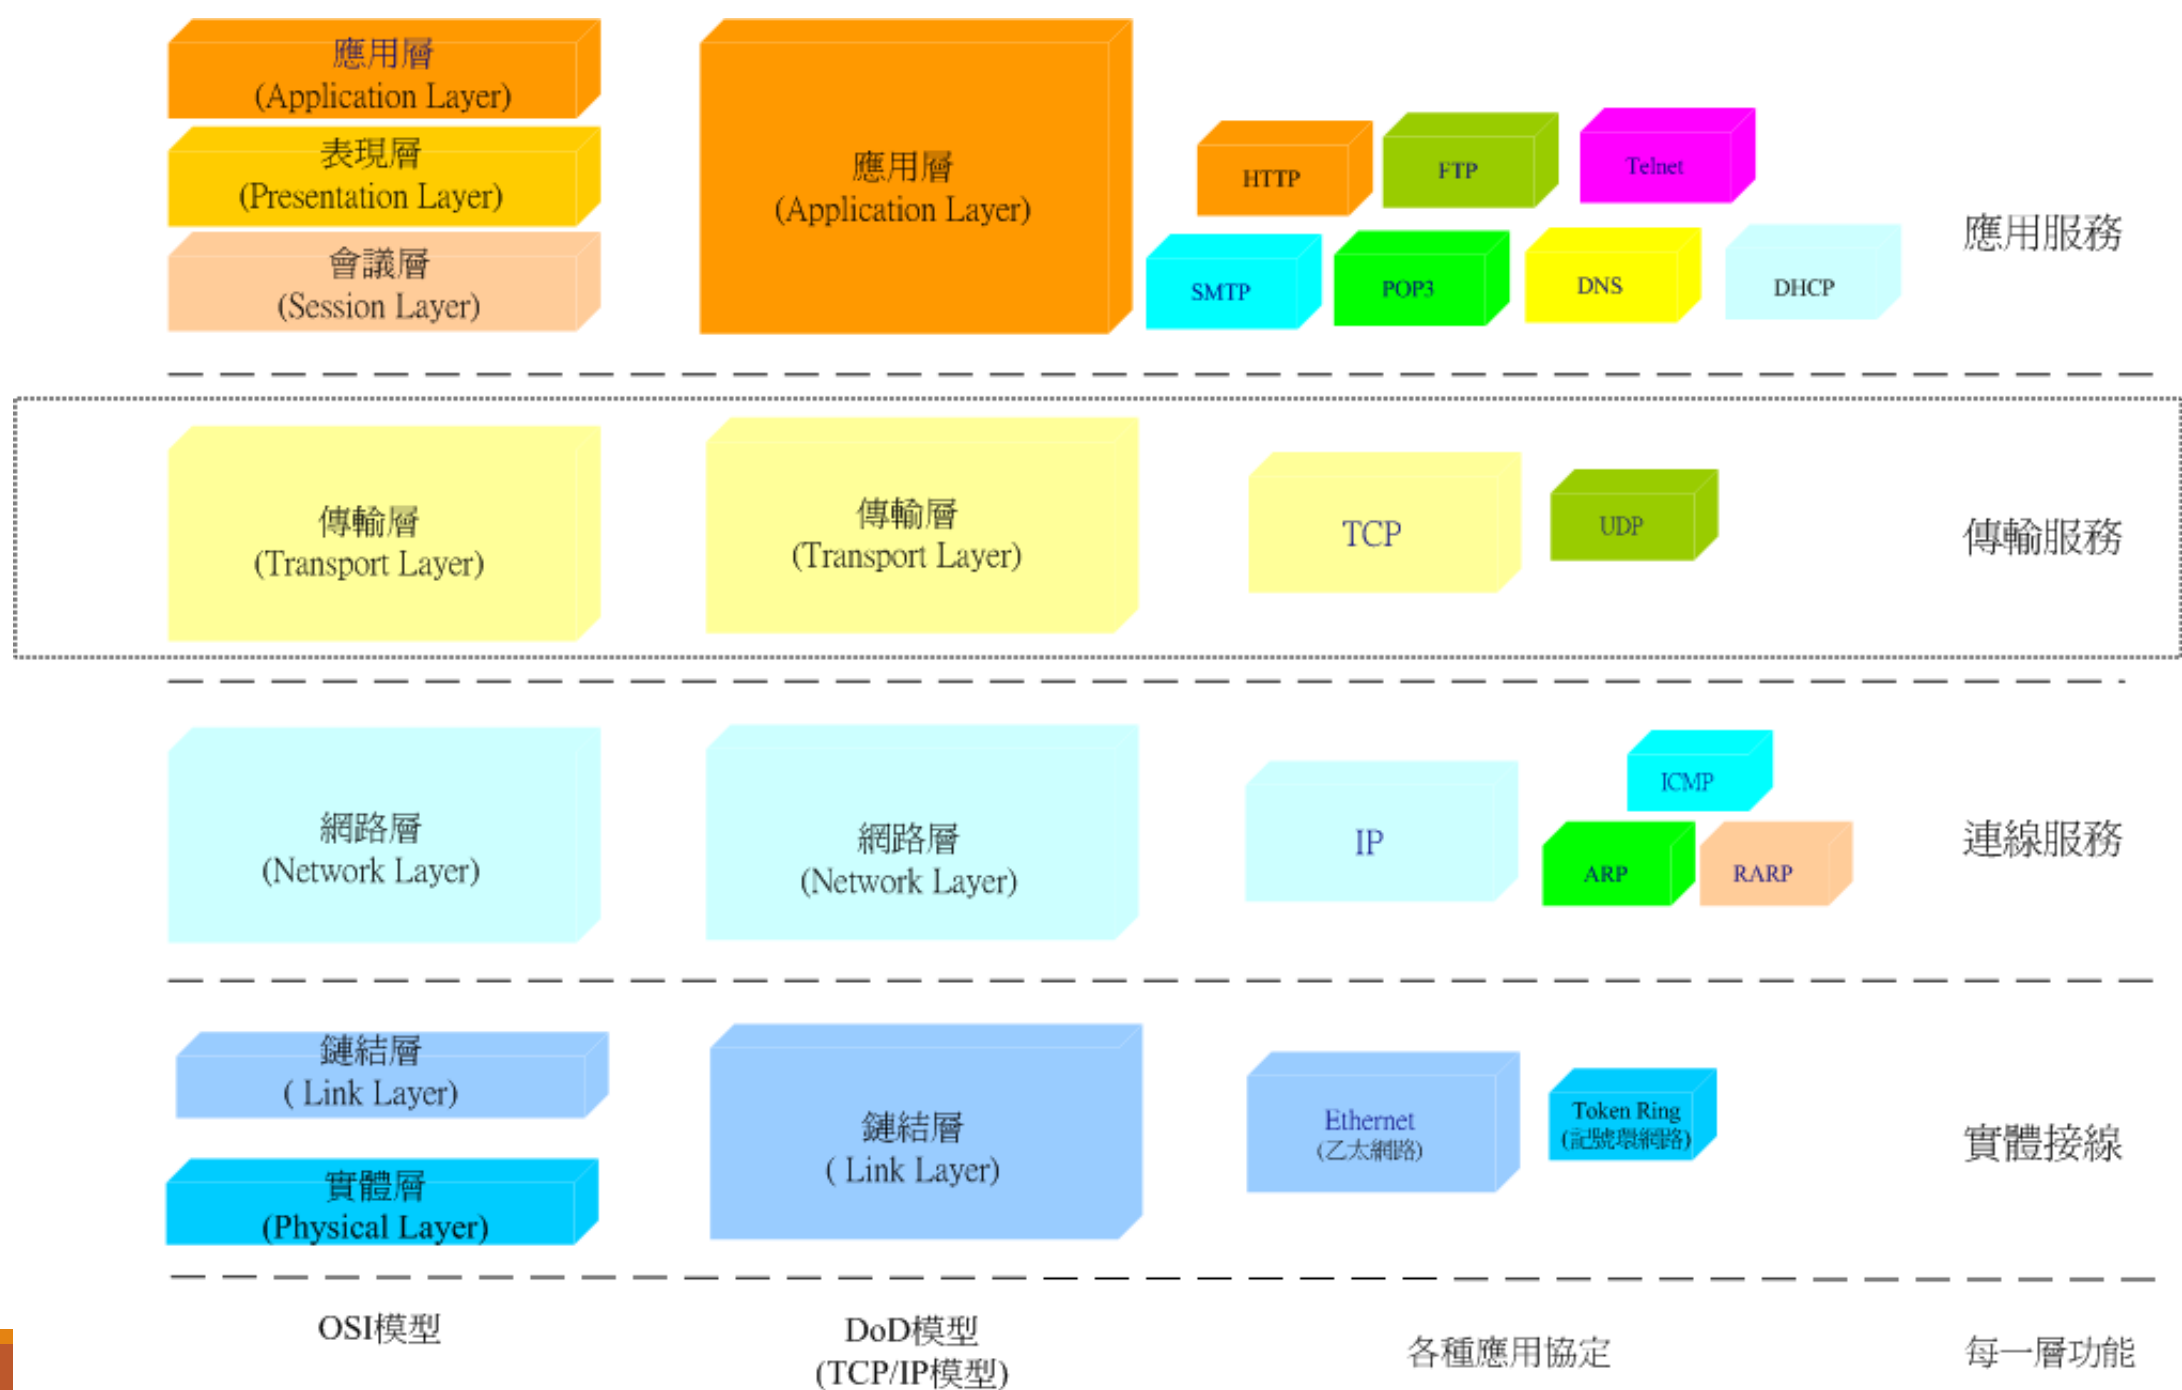 應用層
(Application Layer)
表現層
(Presentation Layer)
會議層
(Session Layer)
應用層
(Application Layer)
HTTP
FTP
Telnet
SMTP
POP3
DNS
DHCP
應用服務
傳輸層
(Transport Layer)
傳輸層
(Transport Layer)
TCP
UDP
傳輸服務
網路層
(Network Layer)
網路層
(Network Layer)
IP
ICMP
ARP
RARP
連線服務
鏈結層
( Link Layer)
實體層
(Physical Layer)
鏈結層
( Link Layer)
Ethernet
(乙太網路)
Token Ring
(記號環網路)
實體接線
OSI模型
DoD模型
(TCP/IP模型)
各種應用協定
每一層功能